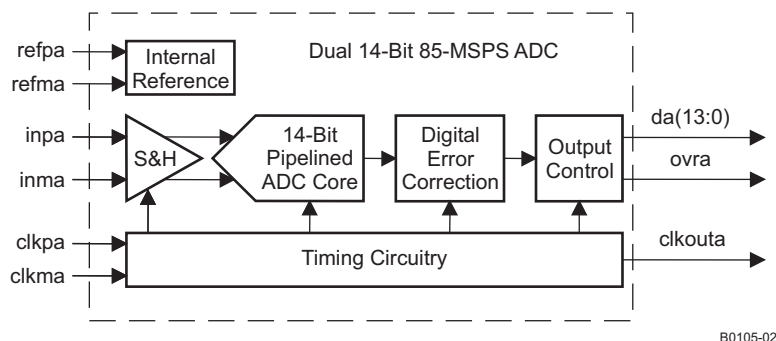 Dual 14-Bit 85-MSPS ADC
refpa
refma
Internal
Reference
inpa
inma
S&H
14-Bit
Pipelined
ADC Core
Digital
Error
Correction
Output
Control
da(13:0)
ovra
clkpa
clkma
Timing Circuitry
clkouta
B0105-02